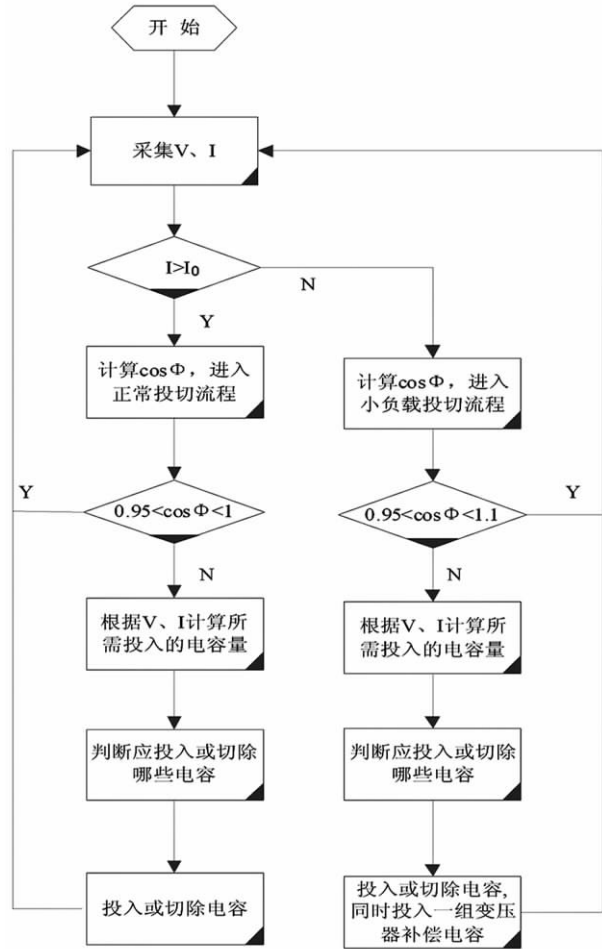 开 始
采集V、I
I>I₀
N
Y
计算cosΦ，进入
正常投切流程
计算cosΦ，进入
小负载投切流程
Y
0.95<cosΦ<1
0.95<cosΦ<1.1
Y
N
N
根据V、I计算所
需投入的电容量
根据V、I计算所
需投入的电容量
判断应投入或切除
哪些电容
判断应投入或切除
哪些电容
投入或切除电容
投入或切除电容,
同时投入一组变压
器补偿电容